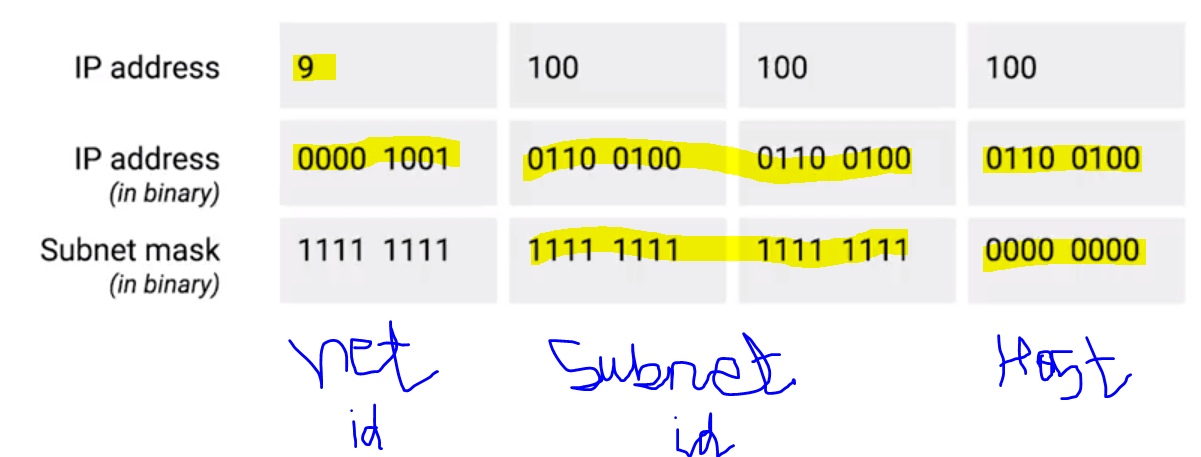 IP address 9 100 100 100
IP address 0000 1001 0110 0100 0110 0100 0110 0100
(in binary)
Subnet mask 1111 1111 1111 1111 1111 1111 0000 0000
(in binary)
net Subnet Host
id id